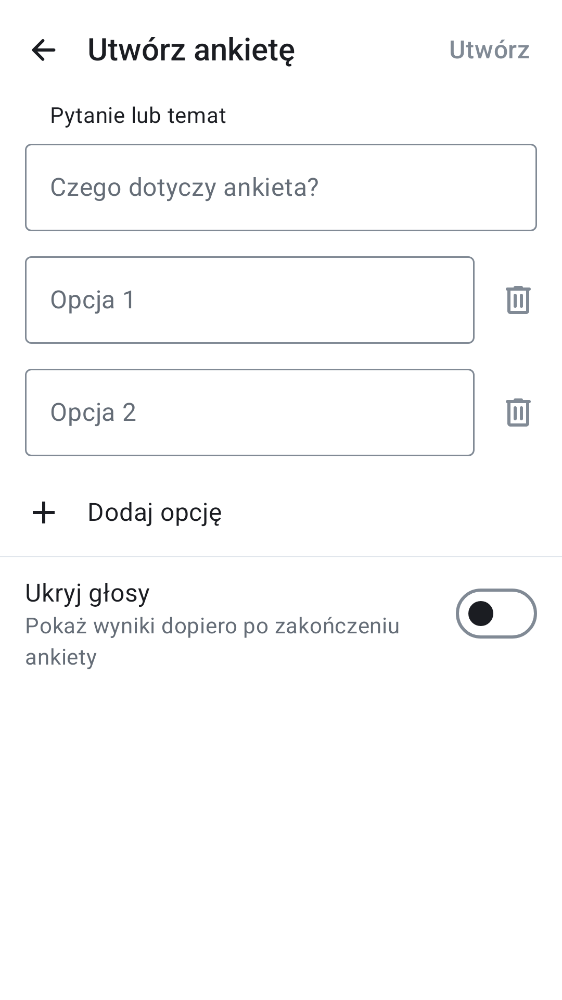 Utwórz ankietę
Utwórz
Pytanie lub temat
Czego dotyczy ankieta?
Opcja 1
Opcja 2
Dodaj opcję
Ukryj głosy
Pokaż wyniki dopiero po zakończeniu
ankiety